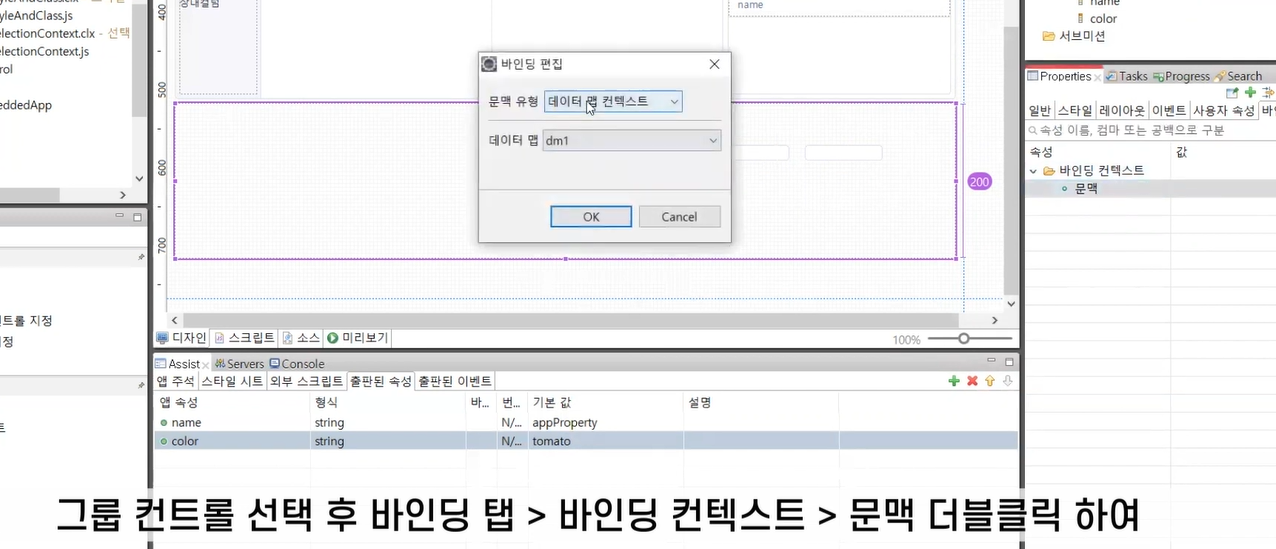 상대컬럼
yleAndClass.js
electionContext.clx - 선택
electionContext.js
rol
eddedApp
트롤 지정
정
트
400
500
600
700
name
200
바인딩 편집
문맥 유형
데이터 맵 컨텍스트
데이터 맵
dm1
OK
Cancel
디자인
스크립트
소스
미리보기
100%
name
color
서브미션
Properties
Tasks
Progress
Search
일반
스타일
레이아웃
이벤트
사용자 속성
바
속성 이름, 컴마 또는 공백으로 구분
속성
값
바인딩 컨텍스트
문맥
Assist
Servers
Console
앱 주석
스타일 시트
외부 스크립트
출판된 속성
출판된 이벤트
앱 속성 형식 바... 번... 기본 값 설명
name string N/... appProperty
color string N/... tomato
그룹 컨트롤 선택 후 바인딩 탭 > 바인딩 컨텍스트 > 문맥 더블클릭 하여